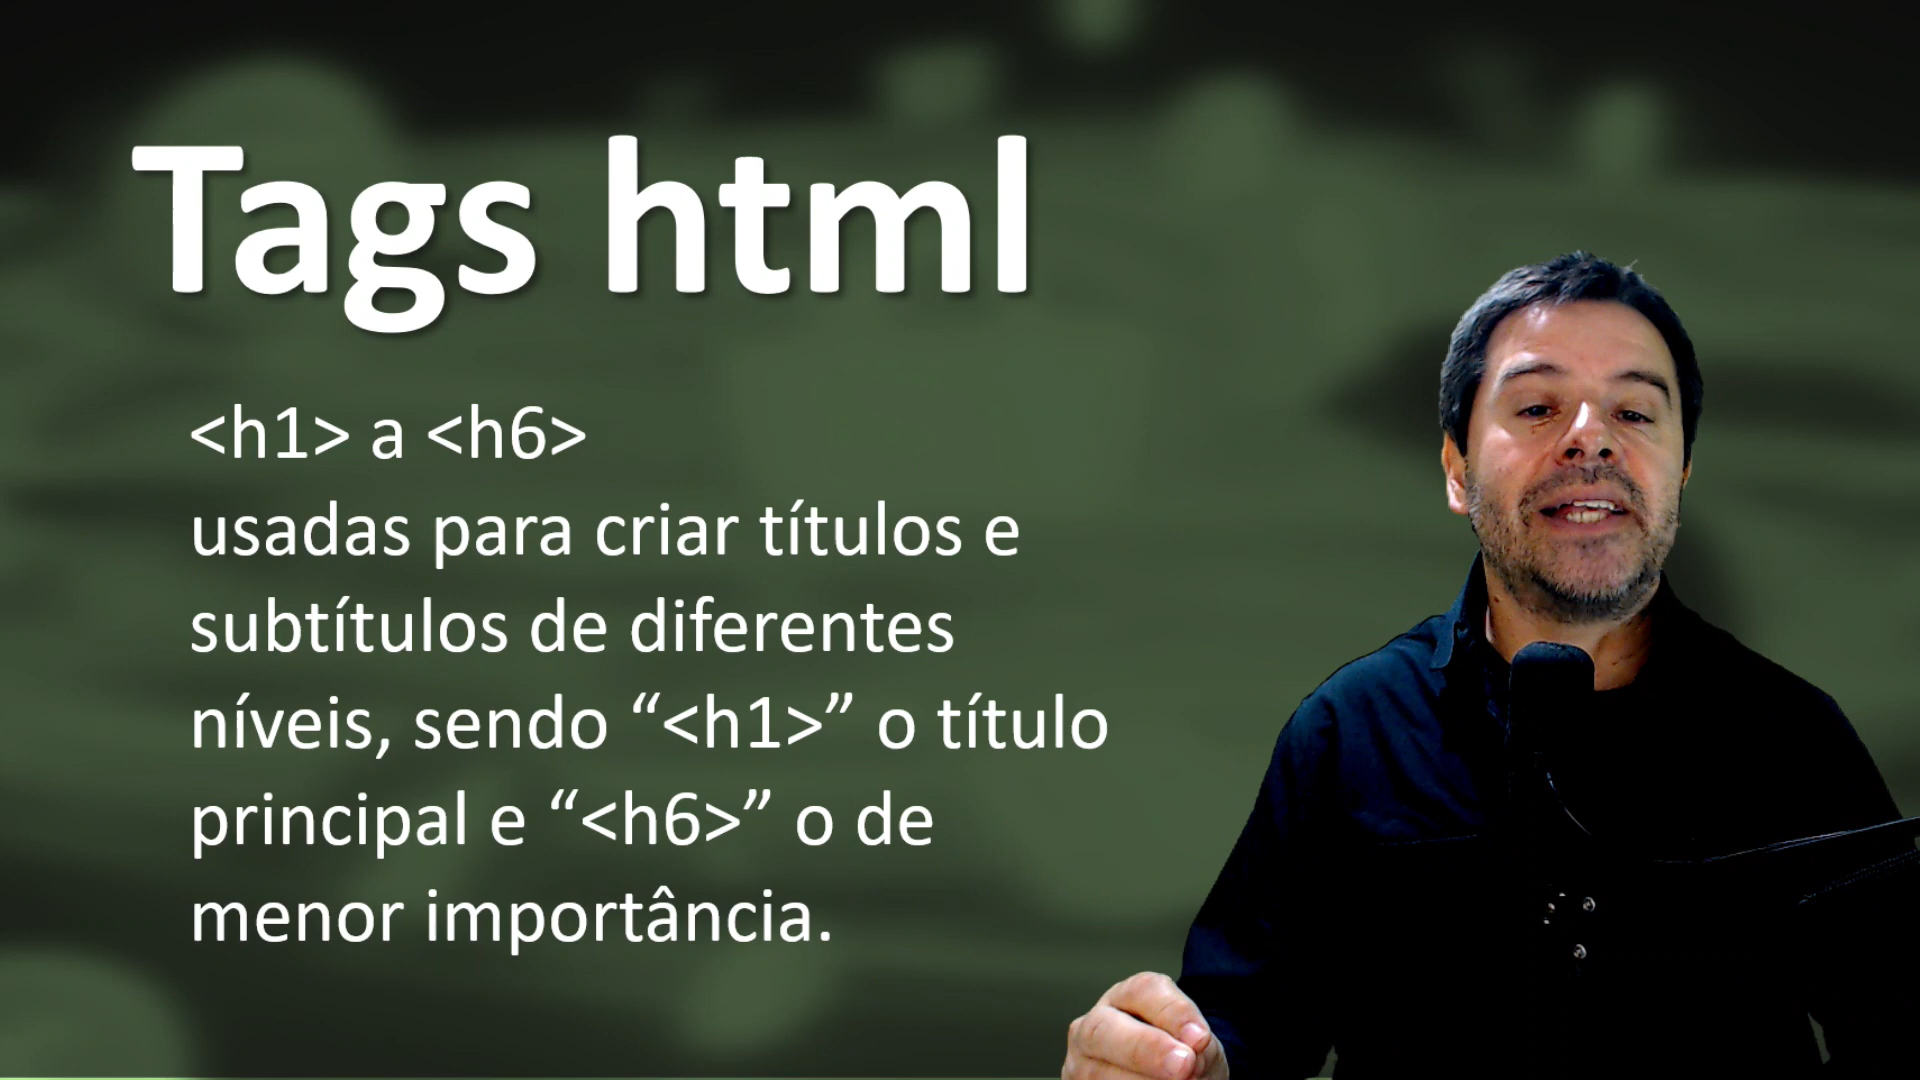 Tags html
<h1> a <h6>
usadas para criar títulos e
subtítulos de diferentes
níveis, sendo “<h1>” o título
principal e “<h6>” o de
menor importância.